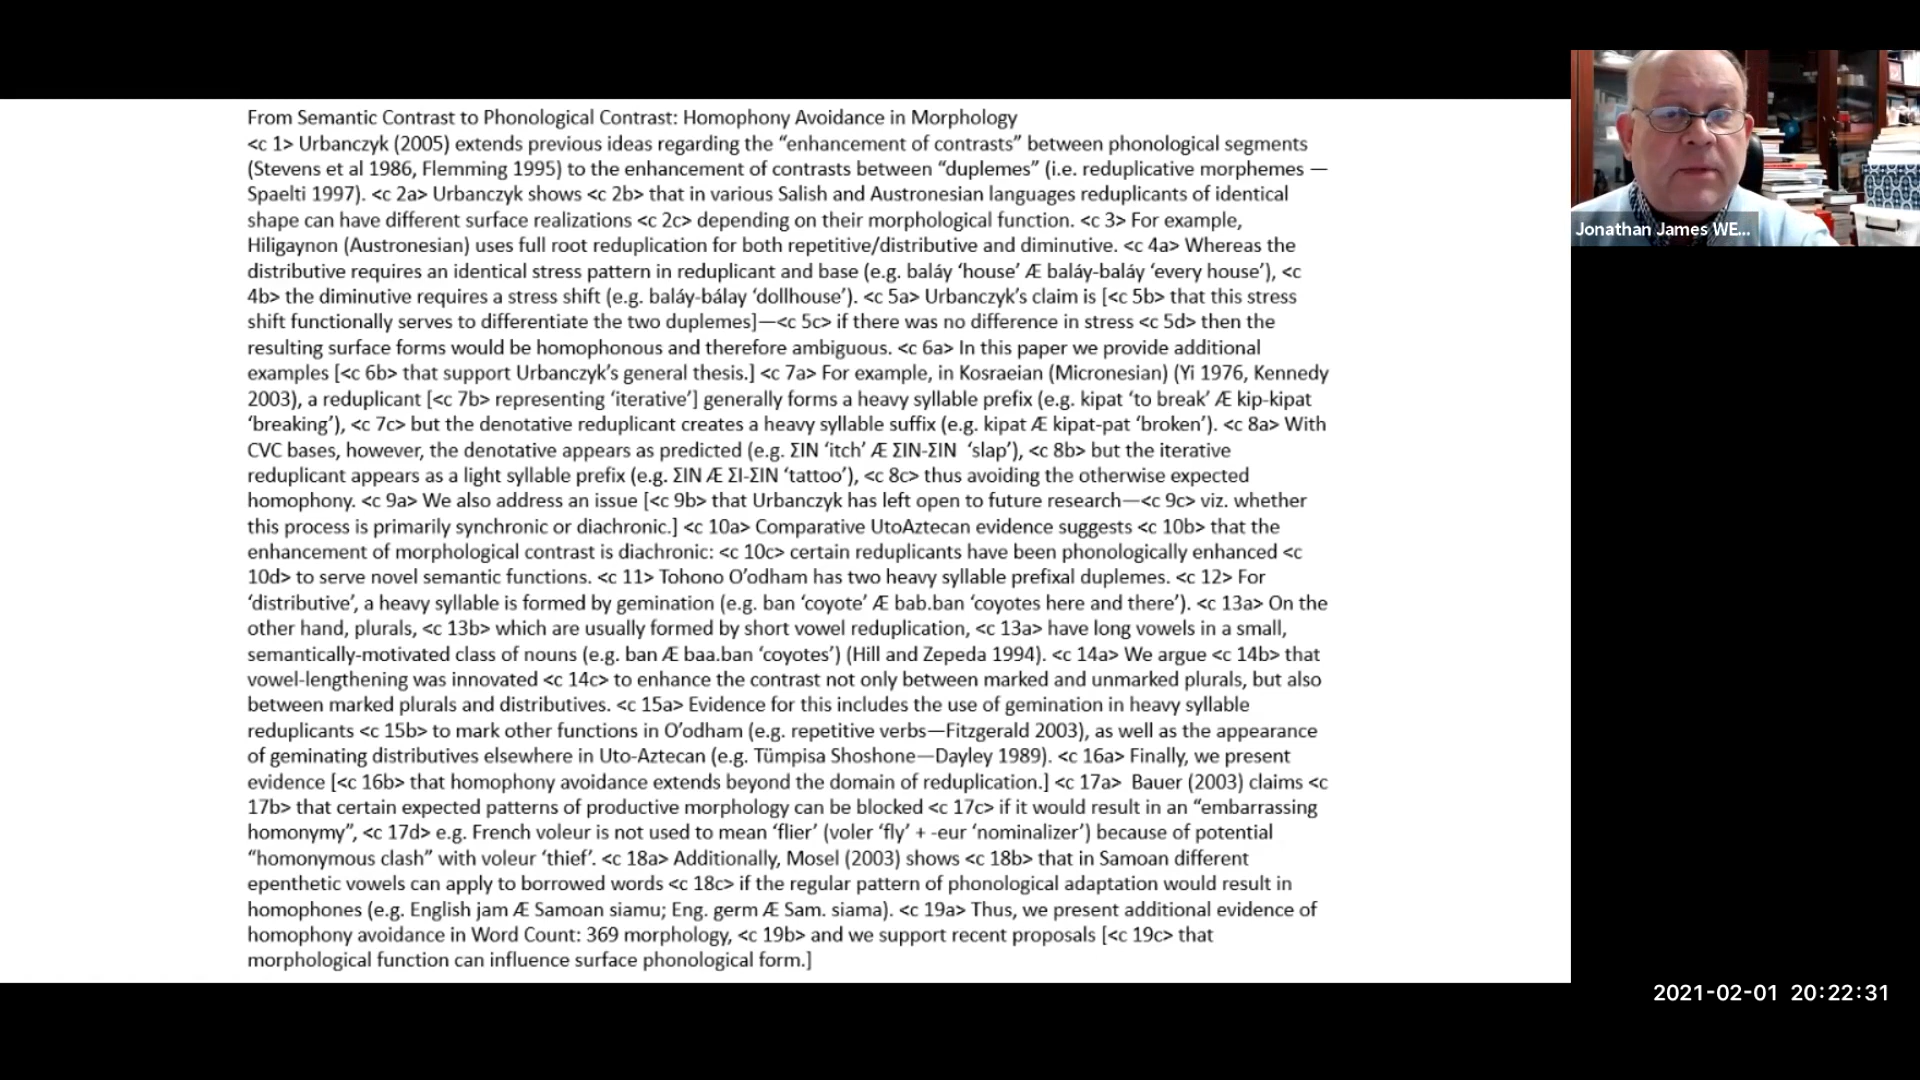 From Semantic Contrast to Phonological Contrast: Homophony Avoidance in Morphology
<c 1> Urbanczyk (2005) extends previous ideas regarding the “enhancement of contrasts” between phonological segments
(Stevens et al 1986, Flemming 1995) to the enhancement of contrasts between “duplemes” (i.e. reduplicative morphemes —
Spaelti 1997). <c 2a> Urbanczyk shows <c 2b> that in various Salish and Austronesian languages reduplicants of identical
shape can have different surface realizations <c 2c> depending on their morphological function. <c 3> For example,
Hiligaynon (Austronesian) uses full root reduplication for both repetitive/distributive and diminutive. <c 4a> Whereas the
distributive requires an identical stress pattern in reduplicant and base (e.g. baláy ‘house’ Æ baláy-baláy ‘every house’), <c
4b> the diminutive requires a stress shift (e.g. baláy-bálay ‘dollhouse’). <c 5a> Urbanczyk’s claim is [<c 5b> that this stress
shift functionally serves to differentiate the two duplemes]—<c 5c> if there was no difference in stress <c 5d> then the
resulting surface forms would be homophonous and therefore ambiguous. <c 6a> In this paper we provide additional
examples [<c 6b> that support Urbanczyk’s general thesis.] <c 7a> For example, in Kosraeian (Micronesian) (Yi 1976, Kennedy
2003), a reduplicant [<c 7b> representing ‘iterative’] generally forms a heavy syllable prefix (e.g. kipat ‘to break’ Æ kip-kipat
‘breaking’), <c 7c> but the denotative reduplicant creates a heavy syllable suffix (e.g. kipat Æ kipat-pat ‘broken’). <c 8a> With
CVC bases, however, the denotative appears as predicted (e.g. ΣIN ‘itch’ Æ ΣIN-ΣIN  ‘slap’), <c 8b> but the iterative
reduplicant appears as a light syllable prefix (e.g. ΣIN Æ ΣI-ΣIN ‘tattoo’), <c 8c> thus avoiding the otherwise expected
homophony. <c 9a> We also address an issue [<c 9b> that Urbanczyk has left open to future research—<c 9c> viz. whether
this process is primarily synchronic or diachronic.] <c 10a> Comparative UtoAztecan evidence suggests <c 10b> that the
enhancement of morphological contrast is diachronic: <c 10c> certain reduplicants have been phonologically enhanced <c
10d> to serve novel semantic functions. <c 11> Tohono O’odham has two heavy syllable prefixal duplemes. <c 12> For
‘distributive’, a heavy syllable is formed by gemination (e.g. ban ‘coyote’ Æ bab.ban ‘coyotes here and there’). <c 13a> On the
other hand, plurals, <c 13b> which are usually formed by short vowel reduplication, <c 13a> have long vowels in a small,
semantically-motivated class of nouns (e.g. ban Æ baa.ban ‘coyotes’) (Hill and Zepeda 1994). <c 14a> We argue <c 14b> that
vowel-lengthening was innovated <c 14c> to enhance the contrast not only between marked and unmarked plurals, but also
between marked plurals and distributives. <c 15a> Evidence for this includes the use of gemination in heavy syllable
reduplicants <c 15b> to mark other functions in O’odham (e.g. repetitive verbs—Fitzgerald 2003), as well as the appearance
of geminating distributives elsewhere in Uto-Aztecan (e.g. Tümpisa Shoshone—Dayley 1989). <c 16a> Finally, we present
evidence [<c 16b> that homophony avoidance extends beyond the domain of reduplication.] <c 17a>  Bauer (2003) claims <c
17b> that certain expected patterns of productive morphology can be blocked <c 17c> if it would result in an “embarrassing
homonymy”, <c 17d> e.g. French voleur is not used to mean ‘flier’ (voler ‘fly’ + -eur ‘nominalizer’) because of potential
“homonymous clash” with voleur ‘thief’. <c 18a> Additionally, Mosel (2003) shows <c 18b> that in Samoan different
epenthetic vowels can apply to borrowed words <c 18c> if the regular pattern of phonological adaptation would result in
homophones (e.g. English jam Æ Samoan siamu; Eng. germ Æ Sam. siama). <c 19a> Thus, we present additional evidence of
homophony avoidance in Word Count: 369 morphology, <c 19b> and we support recent proposals [<c 19c> that
morphological function can influence surface phonological form.]
Jonathan James WE...
2021-02-01 20:22:31